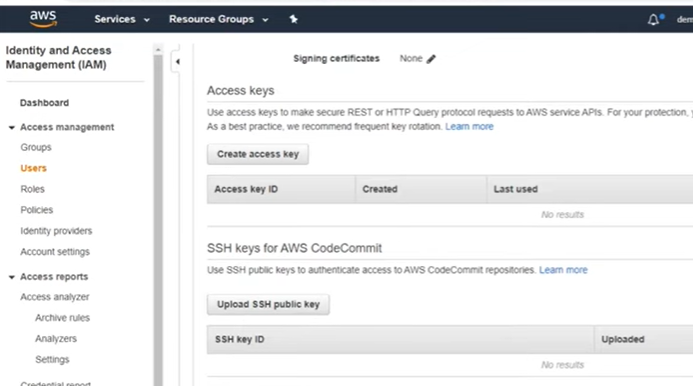 aws Services Resource Groups
Identity and Access
Management (IAM)
Dashboard
Access management
Groups
Users
Roles
Policies
Identity providers
Account settings
Access reports
Access analyzer
Archive rules
Analyzers
Settings
Credential report
Signing certificates None
Access keys
Use access keys to make secure REST or HTTP Query protocol requests to AWS service APIs. For your protection,
As a best practice, we recommend frequent key rotation. Learn more
Create access key
Access key ID Created Last used
No results
SSH keys for AWS CodeCommit
Use SSH public keys to authenticate access to AWS CodeCommit repositories. Learn more
Upload SSH public key
SSH key ID Uploaded
No results